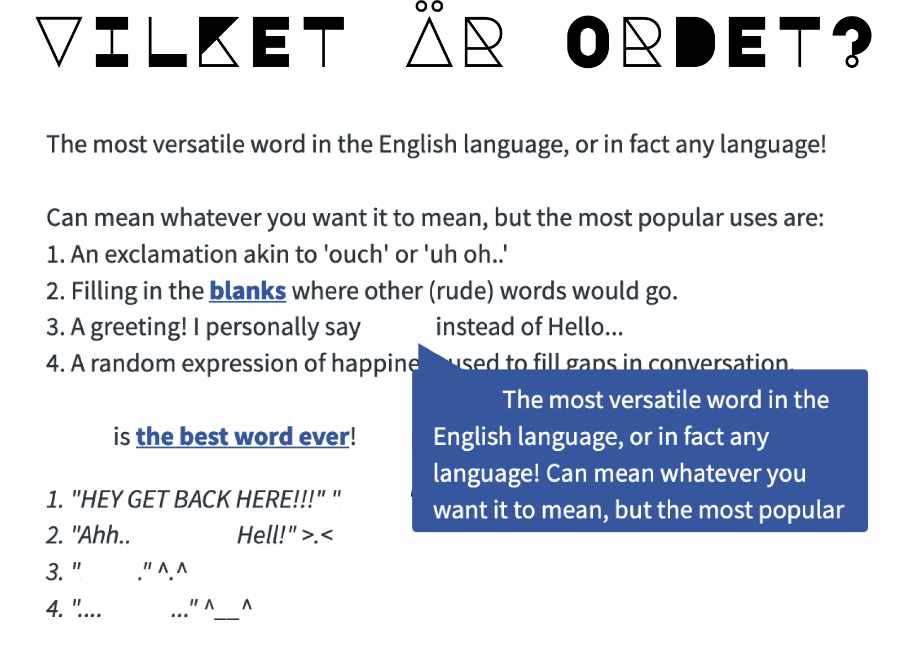 VILKET ÄR ORDET?
The most versatile word in the English language, or in fact any language!
Can mean whatever you want it to mean, but the most popular uses are:
1. An exclamation akin to 'ouch' or 'uh oh..'
2. Filling in the blanks where other (rude) words would go.
3. A greeting! I personally say instead of Hello...
4. A random expression of happine used to fill gaps in conversation.
The most versatile word in the
English language, or in fact any
language! Can mean whatever you
want it to mean, but the most popular
is the best word ever!
1. "HEY GET BACK HERE!!!" "
2. "Ahh.. Hell!" >.<
3. " ." ^.^
4. ".... ..." ^__^